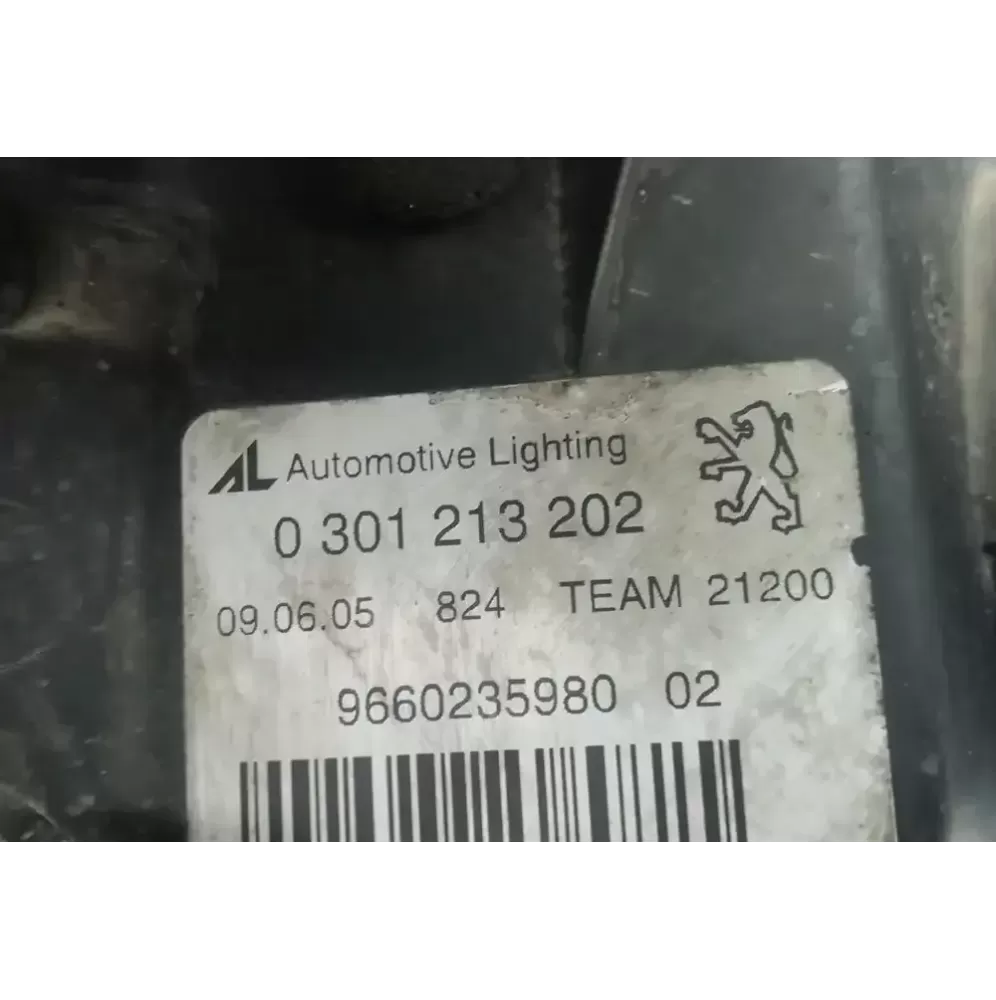 AL Automotive Lighting
0 301 213 202
09.06.05 824 TEAM 21200
9660235980 02